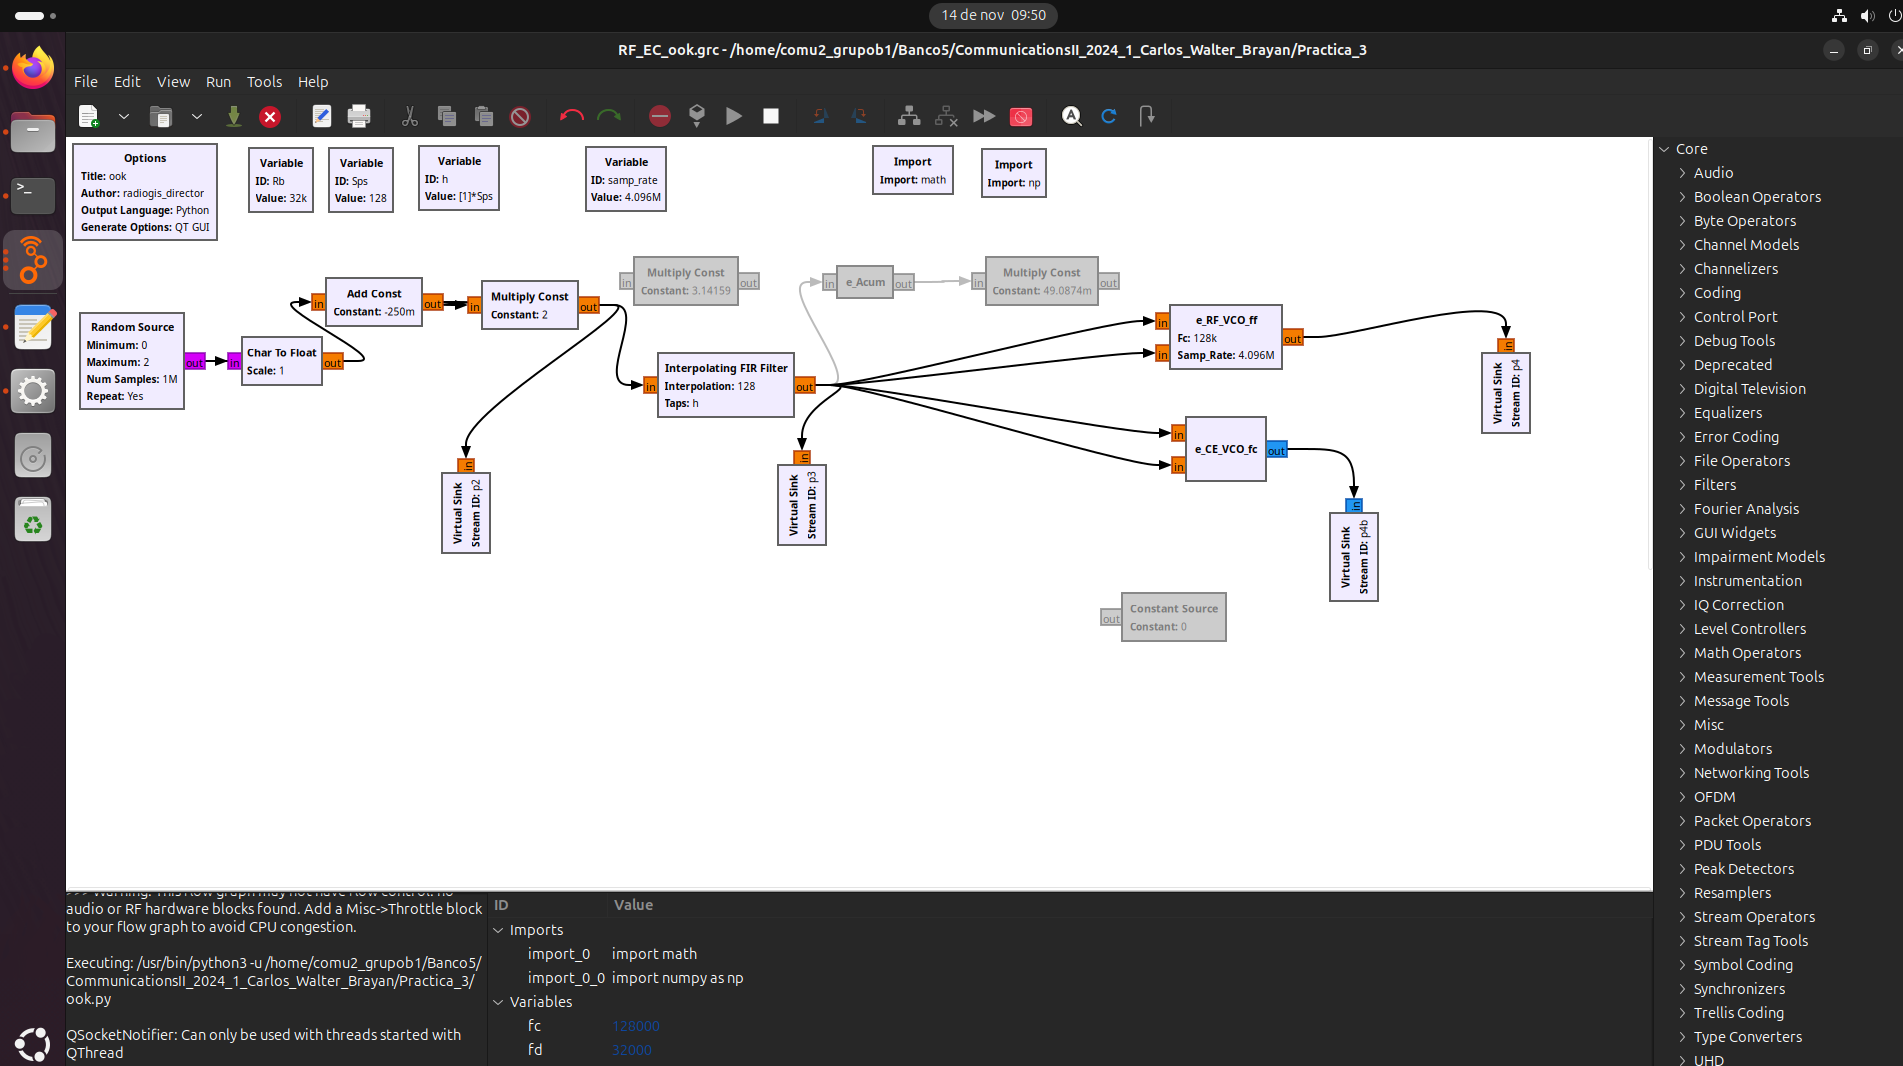 14 de nov 09:50
RF_EC_ook.grc - /home/comu2_grupob1/Banco5/CommunicationsII_2024_1_Carlos_Walter_Brayan/Practica_3
File Edit View Run Tools Help
Options
Title: ook
Author: radiogis_director
Output Language: Python
Generate Options: QT GUI
Variable
ID: Rb
Value: 32k
Variable
ID: Sps
Value: 128
Variable
ID: h
Value: [1]*Sps
Variable
ID: samp_rate
Value: 4.096M
Import
Import: math
Import
Import: np
Random Source
Minimum: 0
Maximum: 2
Num Samples: 1M
Repeat: Yes
out
in
Char To Float
Scale: 1
out
in
Add Const
Constant: -250m
out
in
Multiply Const
Constant: 2
out
in
Multiply Const
Constant: 3.14159
out
in
e_Acum
out
in
Multiply Const
Constant: 49.0874m
out
in
Interpolating FIR Filter
Interpolation: 128
Taps: h
out
in
in
e_RF_VCO_ff
Fc: 128k
Samp_Rate: 4.096M
out
in
in
e_CE_VCO_fc
out
in
Virtual Sink
Stream ID: p2
in
Virtual Sink
Stream ID: p3
in
Virtual Sink
Stream ID: p4
in
Virtual Sink
Stream ID: p4b
out
Constant Source
Constant: 0
Core
Audio
Boolean Operators
Byte Operators
Channel Models
Channelizers
Coding
Control Port
Debug Tools
Deprecated
Digital Television
Equalizers
Error Coding
File Operators
Filters
Fourier Analysis
GUI Widgets
Impairment Models
Instrumentation
IQ Correction
Level Controllers
Math Operators
Measurement Tools
Message Tools
Misc
Modulators
Networking Tools
OFDM
Packet Operators
PDU Tools
Peak Detectors
Resamplers
Stream Operators
Stream Tag Tools
Symbol Coding
Synchronizers
Trellis Coding
Type Converters
UHD
>>> Warning: This flow graph may not have flow control: no
audio or RF hardware blocks found. Add a Misc->Throttle block
to your flow graph to avoid CPU congestion.
Executing: /usr/bin/python3 -u /home/comu2_grupob1/Banco5/
CommunicationsII_2024_1_Carlos_Walter_Brayan/Practica_3/
ook.py
QSocketNotifier: Can only be used with threads started with
QThread
ID Value
Imports
import_0 import math
import_0_0 import numpy as np
Variables
fc 128000
fd 32000